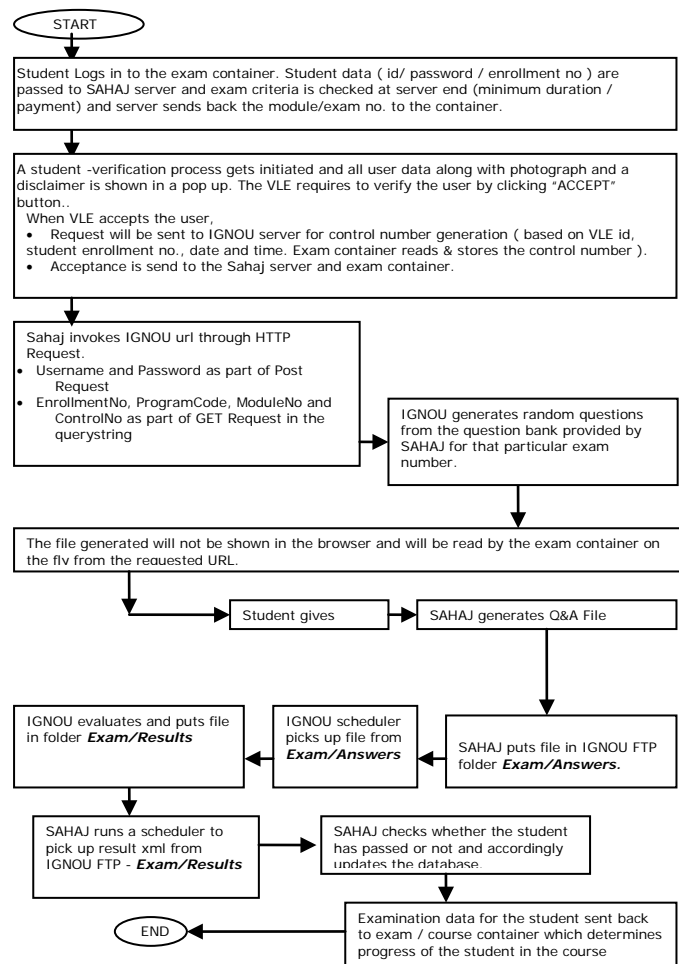 START
Student Logs in to the exam container. Student data ( id/ password / enrollment no ) are
passed to SAHAJ server and exam criteria is checked at server end (minimum duration /
payment) and server sends back the module/exam no. to the container.
A student -verification process gets initiated and all user data along with photograph and a
disclaimer is shown in a pop up. The VLE requires to verify the user by clicking "ACCEPT"
button..
When VLE accepts the user,
• Request will be sent to IGNOU server for control number generation ( based on VLE id,
student enrollment no., date and time. Exam container reads & stores the control number ).
• Acceptance is send to the Sahaj server and exam container.
Sahaj invokes IGNOU url through HTTP
Request.
• Username and Password as part of Post
Request
• EnrollmentNo, ProgramCode, ModuleNo and
ControlNo as part of GET Request in the
querystring
IGNOU generates random questions
from the question bank provided by
SAHAJ for that particular exam
number.
The file generated will not be shown in the browser and will be read by the exam container on
the fly from the requested URL.
Student gives
SAHAJ generates Q&A File
IGNOU evaluates and puts file
in folder Exam/Results
IGNOU scheduler
picks up file from
Exam/Answers
SAHAJ puts file in IGNOU FTP
folder Exam/Answers.
SAHAJ runs a scheduler to
pick up result xml from
IGNOU FTP - Exam/Results
SAHAJ checks whether the student
has passed or not and accordingly
updates the database.
END
Examination data for the student sent back
to exam / course container which determines
progress of the student in the course